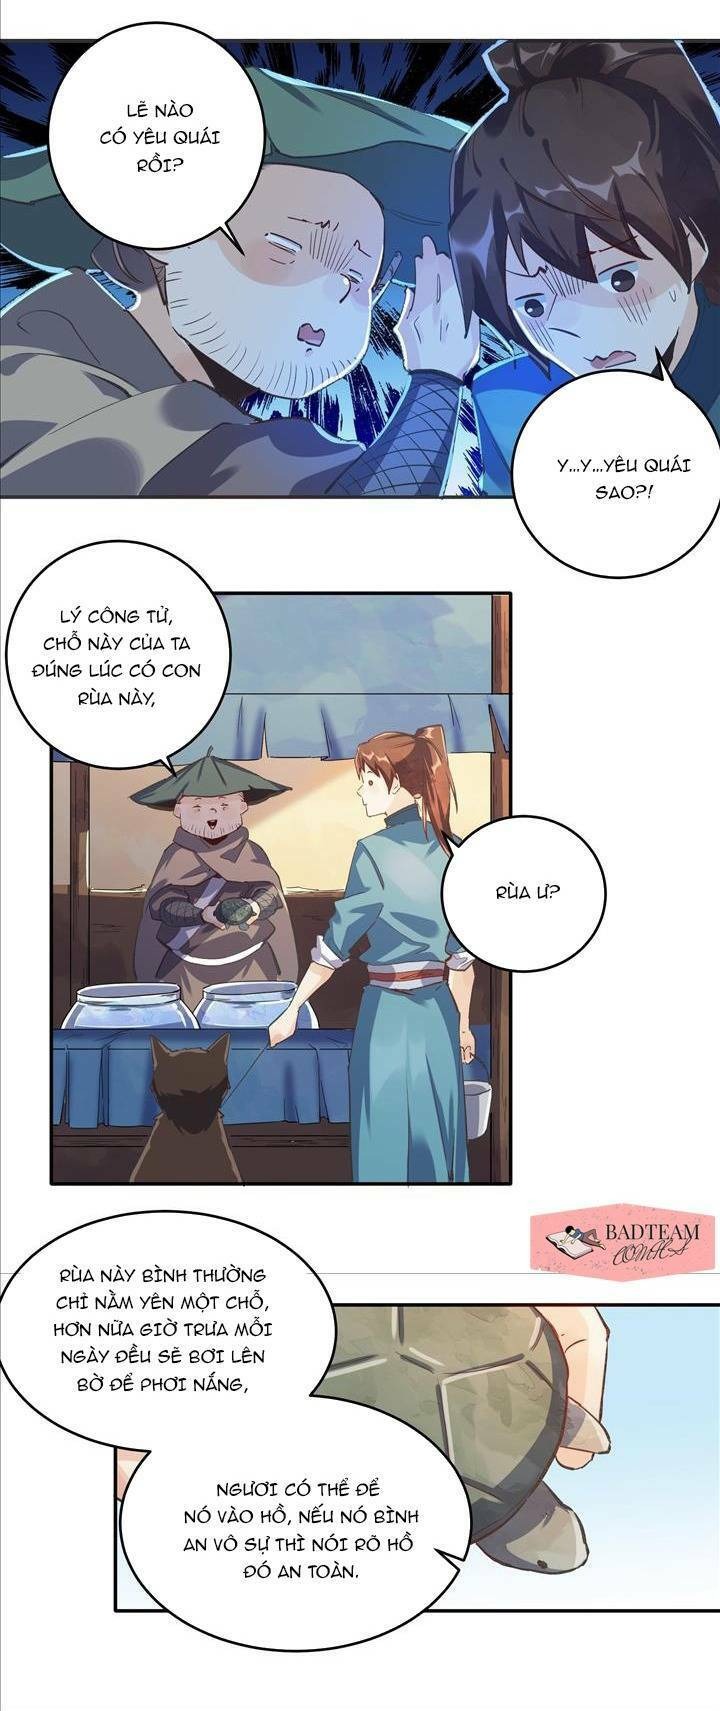 LẼ NÀO
CÓ YÊU QUÁI
RỒI?
Y...Y...YÊU QUÁI
SAO?!
LÝ CÔNG TỬ,
CHỖ NÀY CỦA TA
ĐÚNG LÚC CÓ CON
RÙA NÀY,
RÙA Ư?
BADTEAM
COMICS
RÙA NÀY BÌNH THƯỜNG
CHỈ NẰM YÊN MỘT CHỖ,
HƠN NỮA GIỜ TRƯA MỖI
NGÀY ĐỀU SẼ BƠI LÊN
BỜ ĐỂ PHƠI NẮNG,
NGƯƠI CÓ THỂ ĐỂ
NÓ VÀO HỒ, NẾU NÓ BÌNH
AN VÔ SỰ THÌ NÓI RÕ HỒ
ĐÓ AN TOÀN.